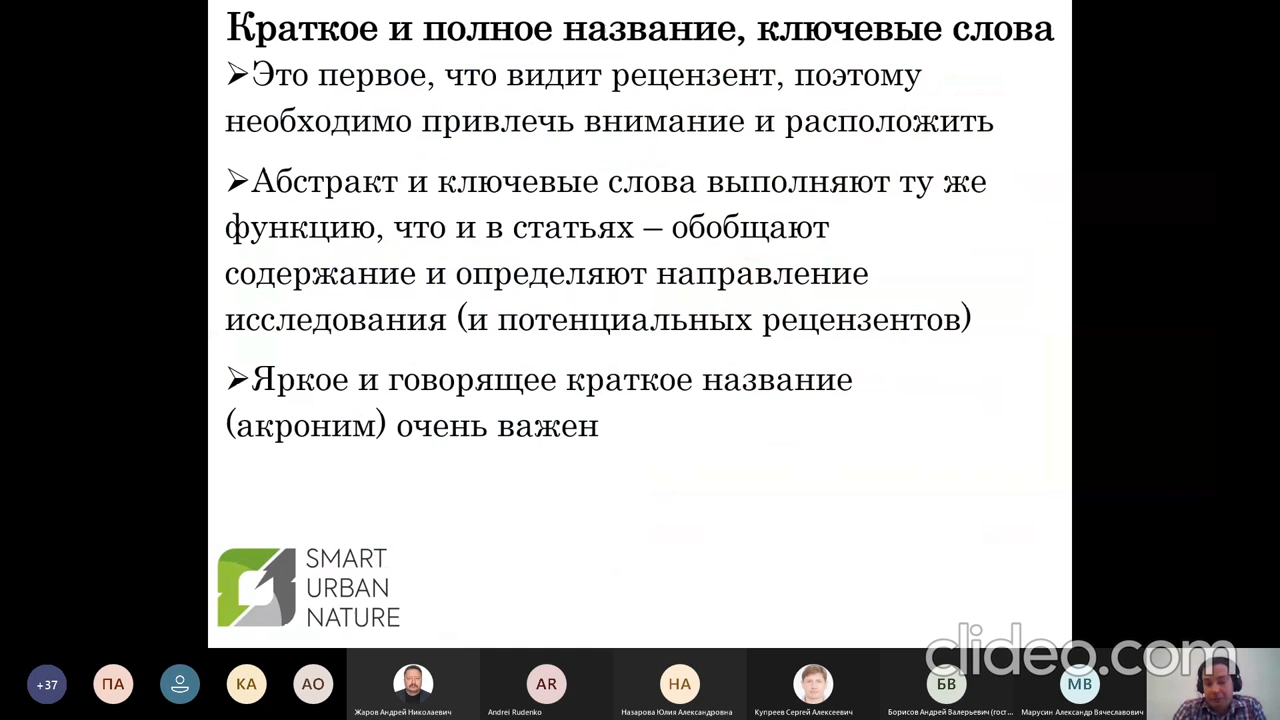 Краткое и полное название, ключевые слова
➢Это первое, что видит рецензент, поэтому
необходимо привлечь внимание и расположить
➢Абстракт и ключевые слова выполняют ту же
функцию, что и в статьях – обобщают
содержание и определяют направление
исследования (и потенциальных рецензентов)
➢Яркое и говорящее краткое название
(акроним) очень важен
SMART
URBAN
NATURE
clideo.com
+37
ПА
КА
АО
Жаров Андрей Николаевич
AR
Andrei Rudenko
НА
Назарова Юлия Александровна
Купреев Сергей Алексеевич
БВ
Борисов Андрей Валерьевич (гост...
МВ
Марусин Александр Вячеславович